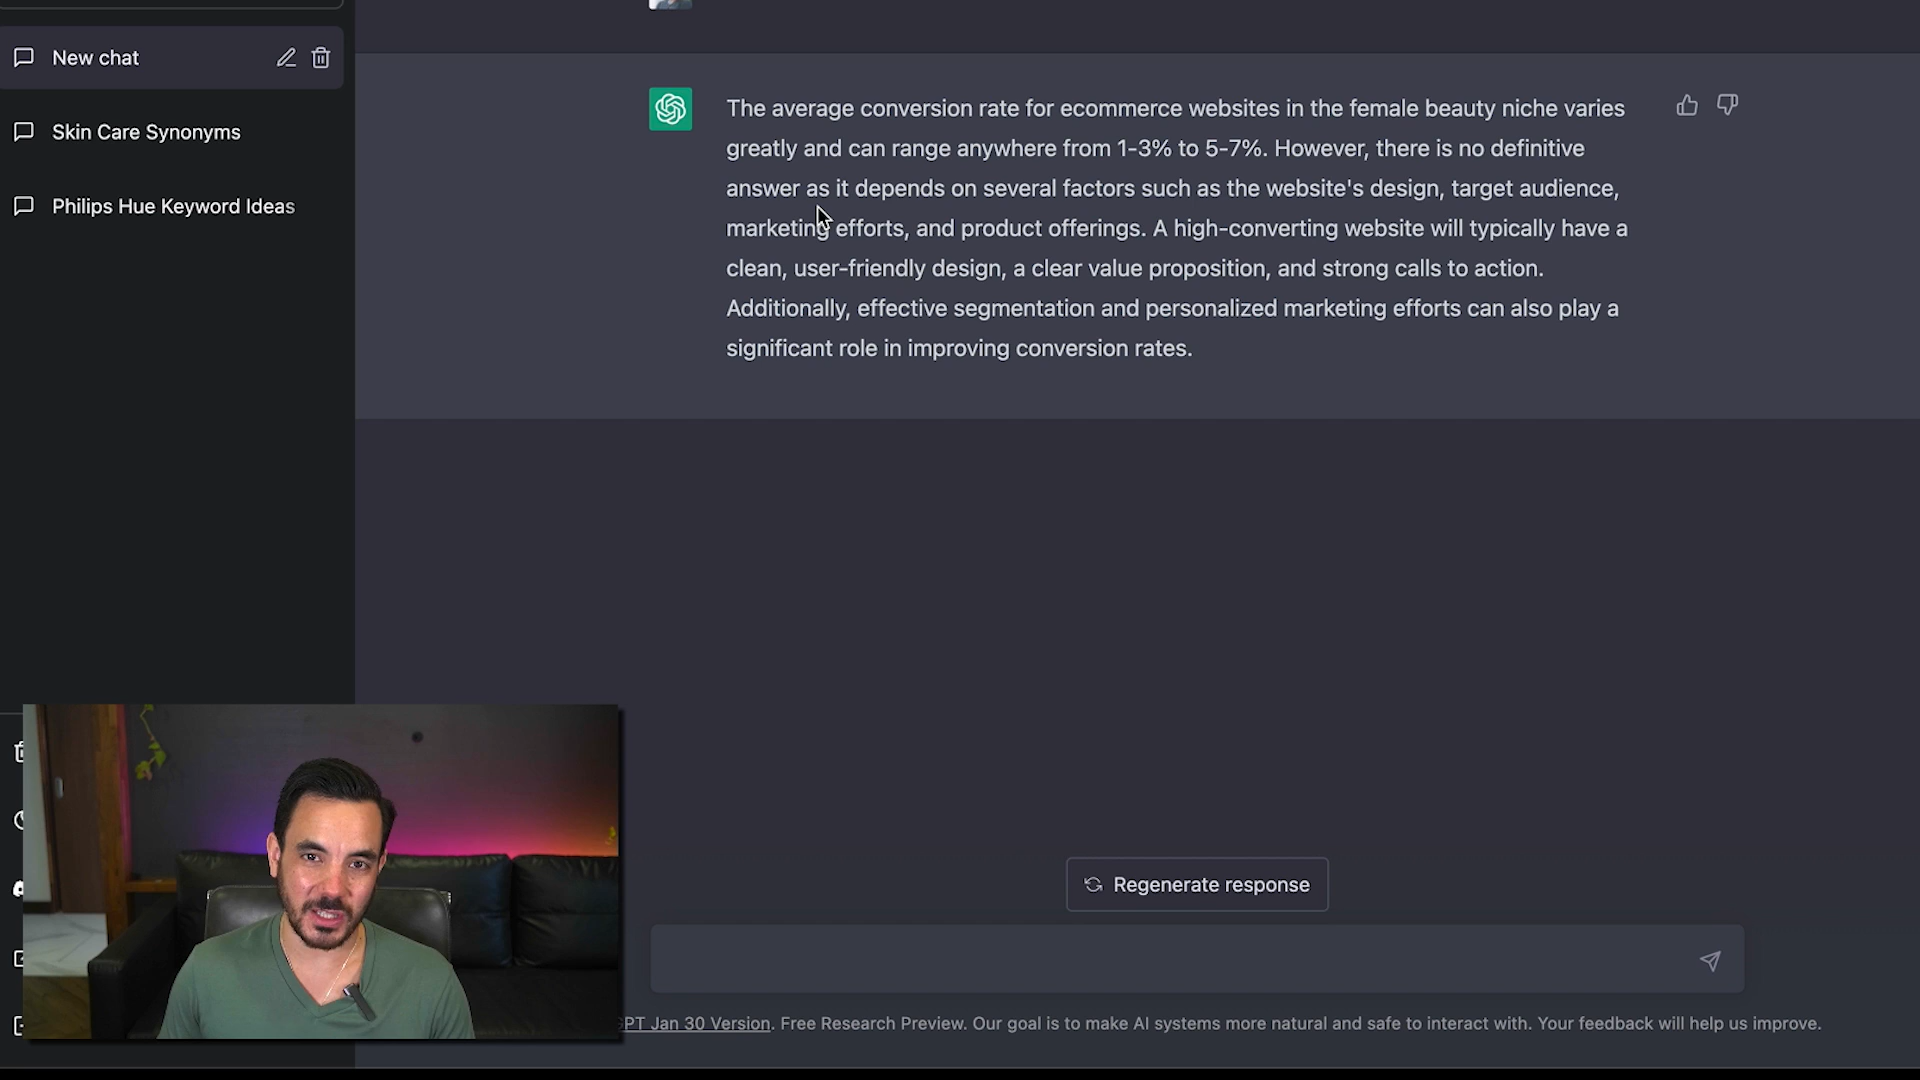 New chat
Skin Care Synonyms
Philips Hue Keyword Ideas
The average conversion rate for ecommerce websites in the female beauty niche varies
greatly and can range anywhere from 1-3% to 5-7%. However, there is no definitive
answer as it depends on several factors such as the website's design, target audience,
marketing efforts, and product offerings. A high-converting website will typically have a
clean, user-friendly design, a clear value proposition, and strong calls to action.
Additionally, effective segmentation and personalized marketing efforts can also play a
significant role in improving conversion rates.
Regenerate response
GPT Jan 30 Version. Free Research Preview. Our goal is to make AI systems more natural and safe to interact with. Your feedback will help us improve.